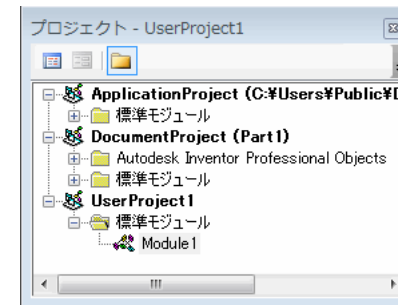 プロジェクト - UserProject1
ApplicationProject (C:¥Users¥Public¥D
標準モジュール
DocumentProject (Part1)
Autodesk Inventor Professional Objects
標準モジュール
UserProject1
標準モジュール
Module1